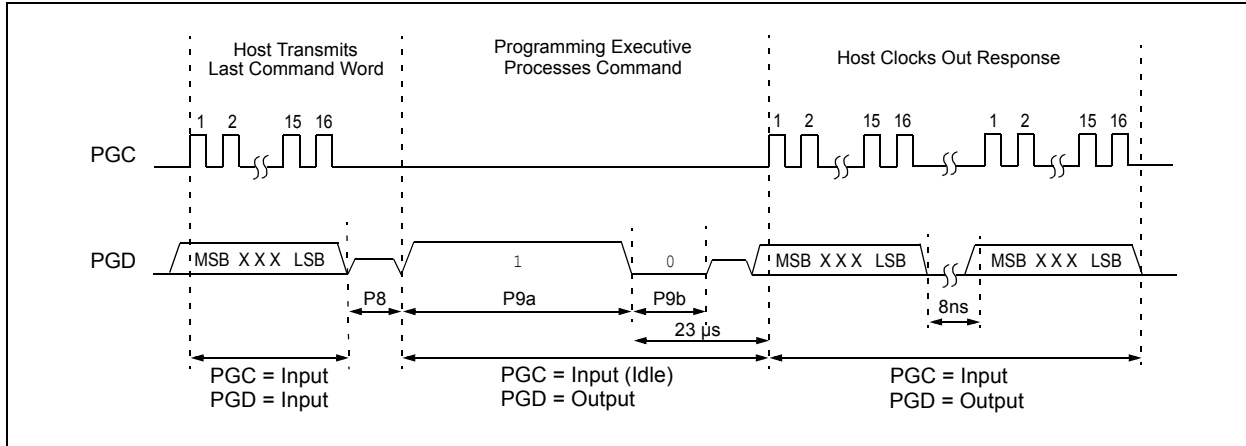 Host Transmits
Last Command Word
Programming Executive
Processes Command
Host Clocks Out Response
1 2 15 16 1 2 15 16 1 2 15 16
PGC
PGD MSB X X X LSB 1 0 MSB X X X LSB MSB X X X LSB
P8 P9a P9b 8ns
23 µs
PGC = Input PGC = Input (Idle) PGC = Input
PGD = Input PGD = Output PGD = Output